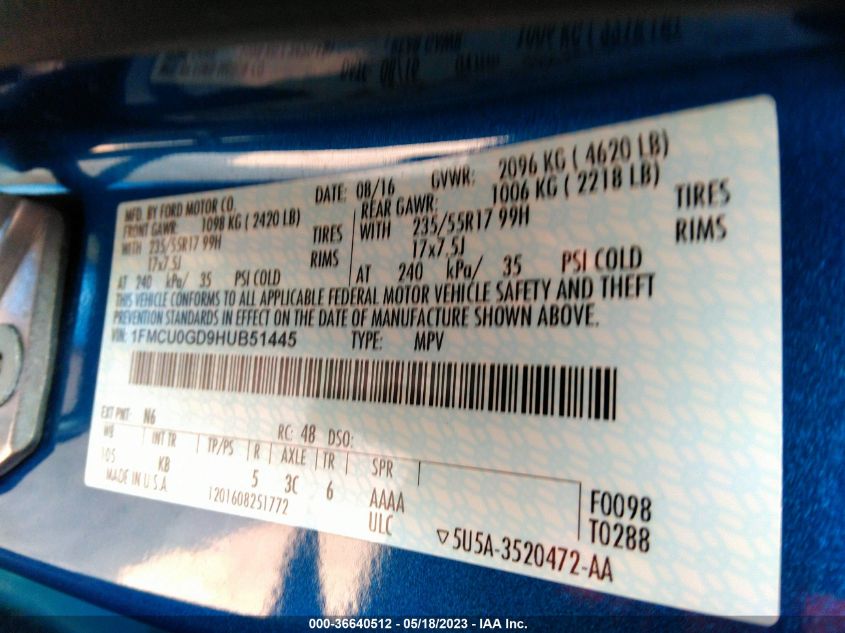 MFD. BY FORD MOTOR CO.
DATE: 08/16 GVWR: 2096 KG ( 4620 LB)
FRONT GAWR: 1098 KG ( 2420 LB)
REAR GAWR: 1006 KG ( 2218 LB)
WITH 235/55R17 99H TIRES
WITH 235/55R17 99H TIRES
17x7.5J RIMS
17x7.5J RIMS
AT 240 kPa/ 35 PSI COLD
AT 240 kPa/ 35 PSI COLD
THIS VEHICLE CONFORMS TO ALL APPLICABLE FEDERAL MOTOR VEHICLE SAFETY AND THEFT
PREVENTION STANDARDS IN EFFECT ON THE DATE OF MANUFACTURE SHOWN ABOVE.
VIN: 1FMCU0GD9HUB51445 TYPE: MPV
EXT PNT: N6 RC: 48 DSO:
WB INT TR TP/PS R AXLE TR SPR
105 KB 5 3C 6 AAAA
MADE IN U.S.A. 1201608251772 ULC
F0098
T0288
▽5U5A-3520472-AA
000-36640512 - 05/18/2023 - IAA Inc.